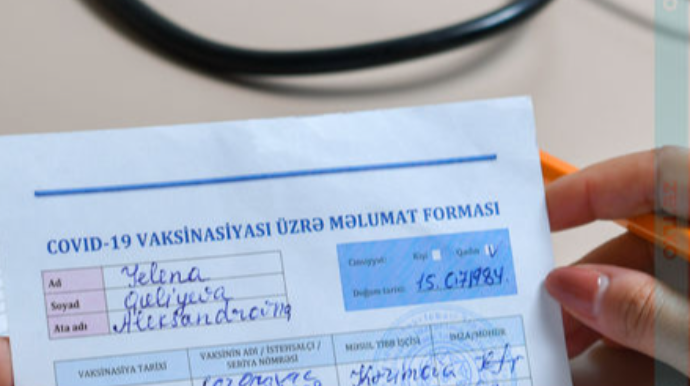 COVID-19 VAKSİNASİYASI ÜZRƏ MƏLUMAT FORMASI
Ad Yelena
Soyad Quliyeva
Ata adı Aleksandrovna
Cinsiyyət: Kişi Qadın V
Doğum tarixi: 15.07.1984.
VAKSİNASİYA TARİXİ
VAKSİNİN ADI / İSTEHSALÇI / SERİYA NÖMRƏSİ
MƏSUL TİBB İŞÇİSİ
İMZA/MÖHÜR